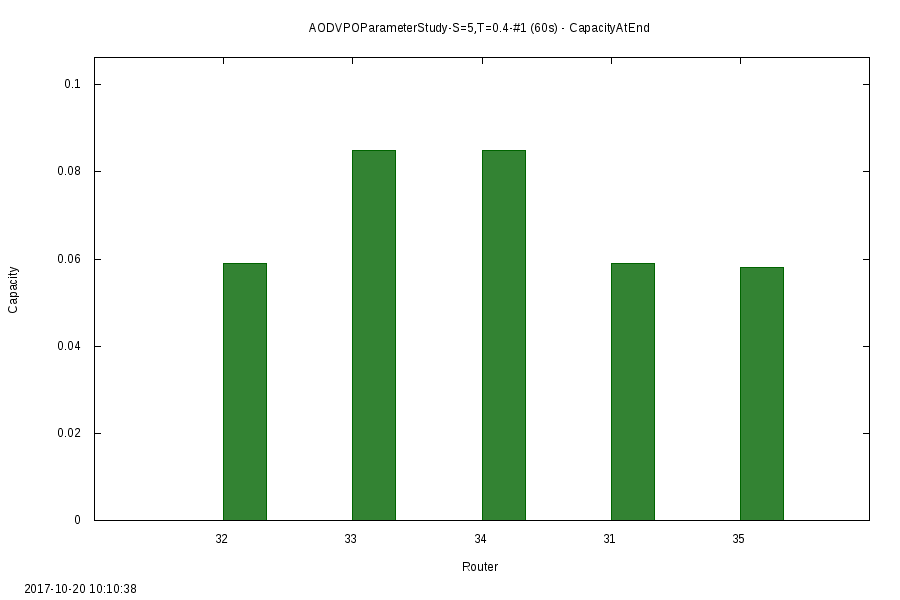 AODVPOParameterStudy-S=5,T=0.4-#1 (60s) - CapacityAtEnd
0.1
0.08
0.06
0.04
0.02
0
Capacity
32 33 34 31 35
Router
2017-10-20 10:10:38